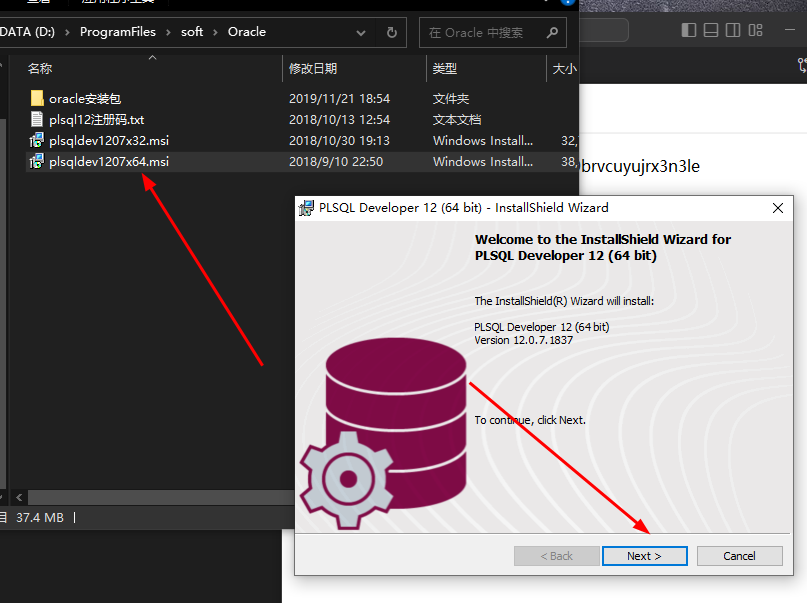 DATA (D:) > ProgramFiles > soft > Oracle
在 Oracle 中搜索
名称 修改日期 类型 大小
oracle安装包 2019/11/21 18:54 文件夹
plsql12注册码.txt 2018/10/13 12:54 文本文档
plsqldev1207x32.msi 2018/10/30 19:13 Windows Install... 32,
plsqldev1207x64.msi 2018/9/10 22:50 Windows Install... 38,
brvcuyujrx3n3le
PLSQL Developer 12 (64 bit) - InstallShield Wizard
Welcome to the InstallShield Wizard for
PLSQL Developer 12 (64 bit)
The InstallShield(R) Wizard will install:
PLSQL Developer 12 (64 bit)
Version 12.0.7.1837
To continue, click Next.
37.4 MB
< Back Next > Cancel